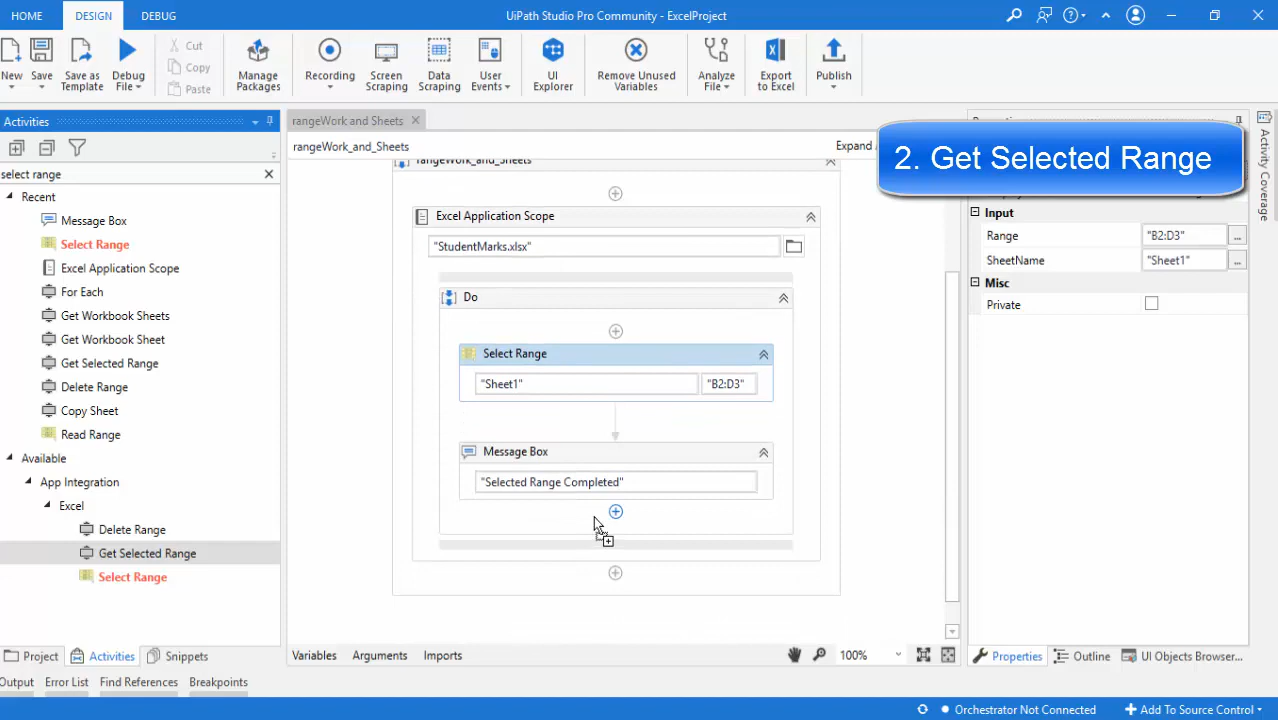 HOME
DESIGN
DEBUG
UiPath Studio Pro Community - ExcelProject
New
Save
Save as Template
Debug File
Cut
Copy
Paste
Manage Packages
Recording
Screen Scraping
Data Scraping
User Events
UI Explorer
Remove Unused Variables
Analyze File
Export to Excel
Publish
Activities
select range
Recent
Message Box
Select Range
Excel Application Scope
For Each
Get Workbook Sheets
Get Workbook Sheet
Get Selected Range
Delete Range
Copy Sheet
Read Range
Available
App Integration
Excel
Delete Range
Get Selected Range
Select Range
Project
Activities
Snippets
rangeWork and Sheets
rangeWork_and_Sheets
Expand
rangeWork_and_Sheets
Excel Application Scope
"StudentMarks.xlsx"
Do
Select Range
"Sheet1"
"B2:D3"
Message Box
"Selected Range Completed"
Variables
Arguments
Imports
100%
2. Get Selected Range
Input
Range
"B2:D3"
...
SheetName
"Sheet1"
...
Misc
Private
Properties
Outline
UI Objects Browser...
Activity Coverage
Output
Error List
Find References
Breakpoints
Orchestrator Not Connected
Add To Source Control